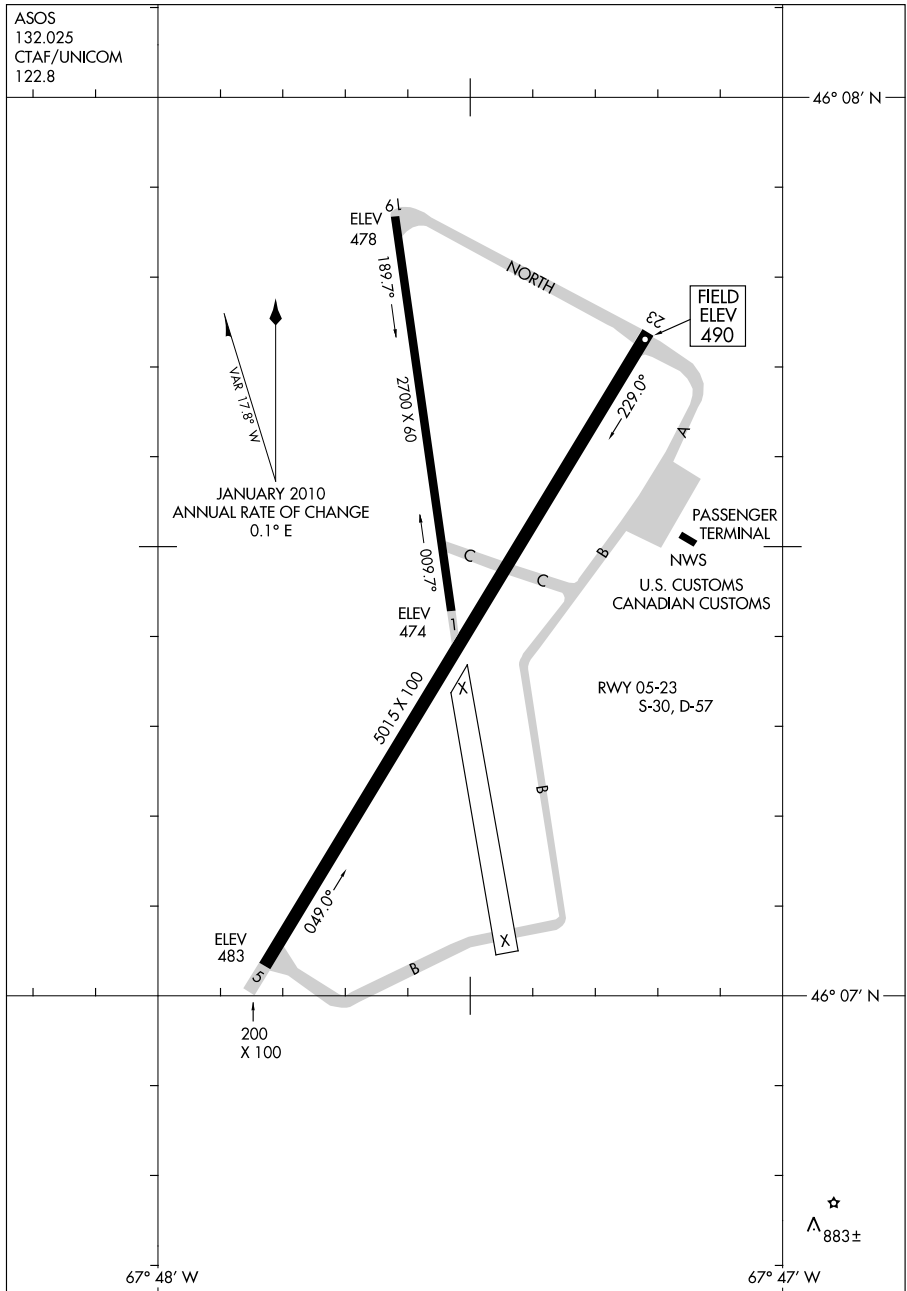 ASOS
132.025
CTAF/UNICOM
122.8
46° 08' N
19
ELEV
478
189.7°
NORTH
23
FIELD
ELEV
490
VAR 17.8° W
2700 X 60
229.0°
A
JANUARY 2010
ANNUAL RATE OF CHANGE
0.1° E
PASSENGER
TERMINAL
NWS
U.S. CUSTOMS
CANADIAN CUSTOMS
009.7°
C
C
B
ELEV
474
1
5015 X 100
X
RWY 05-23
S-30, D-57
B
049.0°
ELEV
483
5
B
X
46° 07' N
200
X 100
883±
67° 48' W
67° 47' W